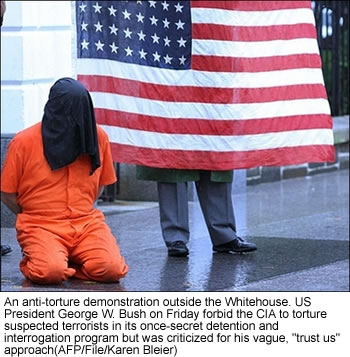 An anti-torture demonstration outside the Whitehouse. US
President George W. Bush on Friday forbid the CIA to torture
suspected terrorists in its once-secret detention and
interrogation program but was criticized for his vague, "trust us"
approach(AFP/File/Karen Bleier)